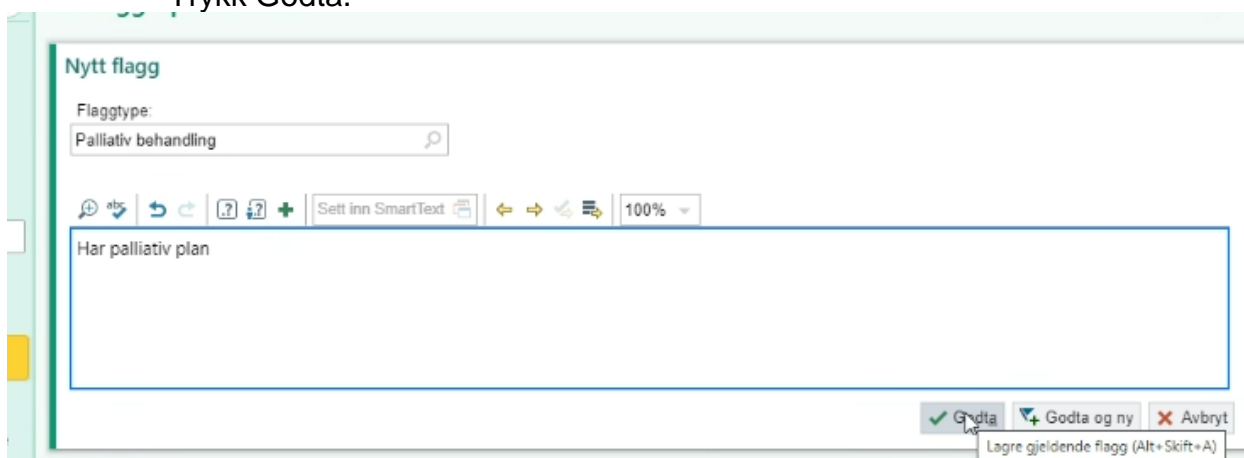 Trykk Godta.
Nytt flagg
Flaggtype:
Palliativ behandling
abc
.? .? Sett inn SmartText 100%
Har palliativ plan
Godta Godta og ny Avbryt
Lagre gjeldende flagg (Alt+Skift+A)